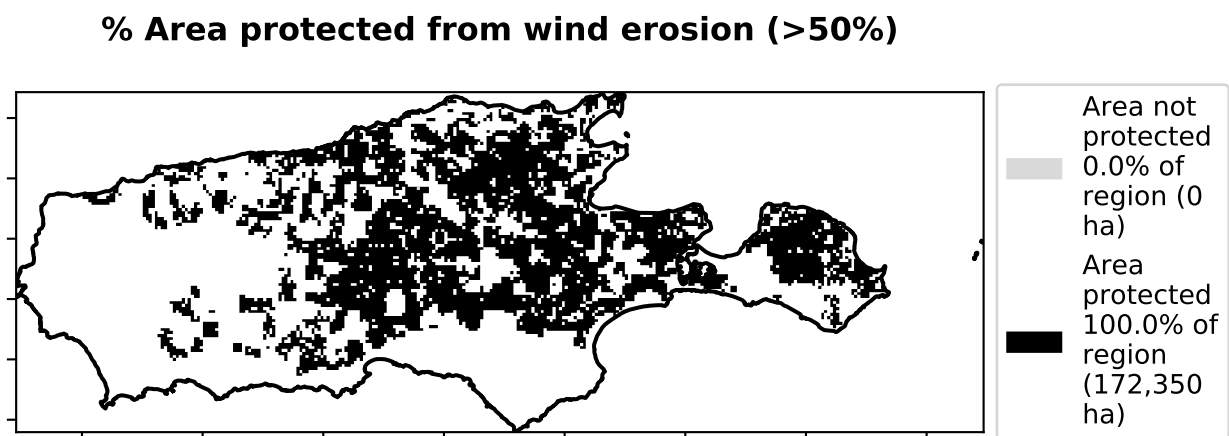 % Area protected from wind erosion (>50%)
Area not
protected
0.0% of
region (0
ha)
Area
protected
100.0% of
region
(172,350
ha)